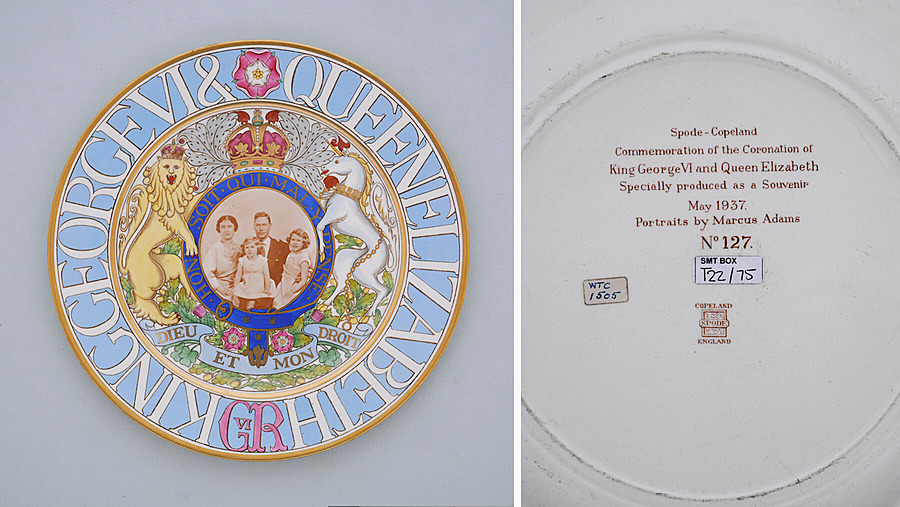 KING GEORGE VI & QUEEN ELIZABETH
G VI R
HONI · SOIT · QUI · MAL · Y · PENSE
DIEU ET MON DROIT
Spode - Copeland
Commemoration of the Coronation of
King George VI and Queen Elizabeth
Specially produced as a Souvenir
May 1937.
Portraits by Marcus Adams
No 127.
SMT BOX
T22/75
WTC
1505
COPELAND
SPODE
ENGLAND